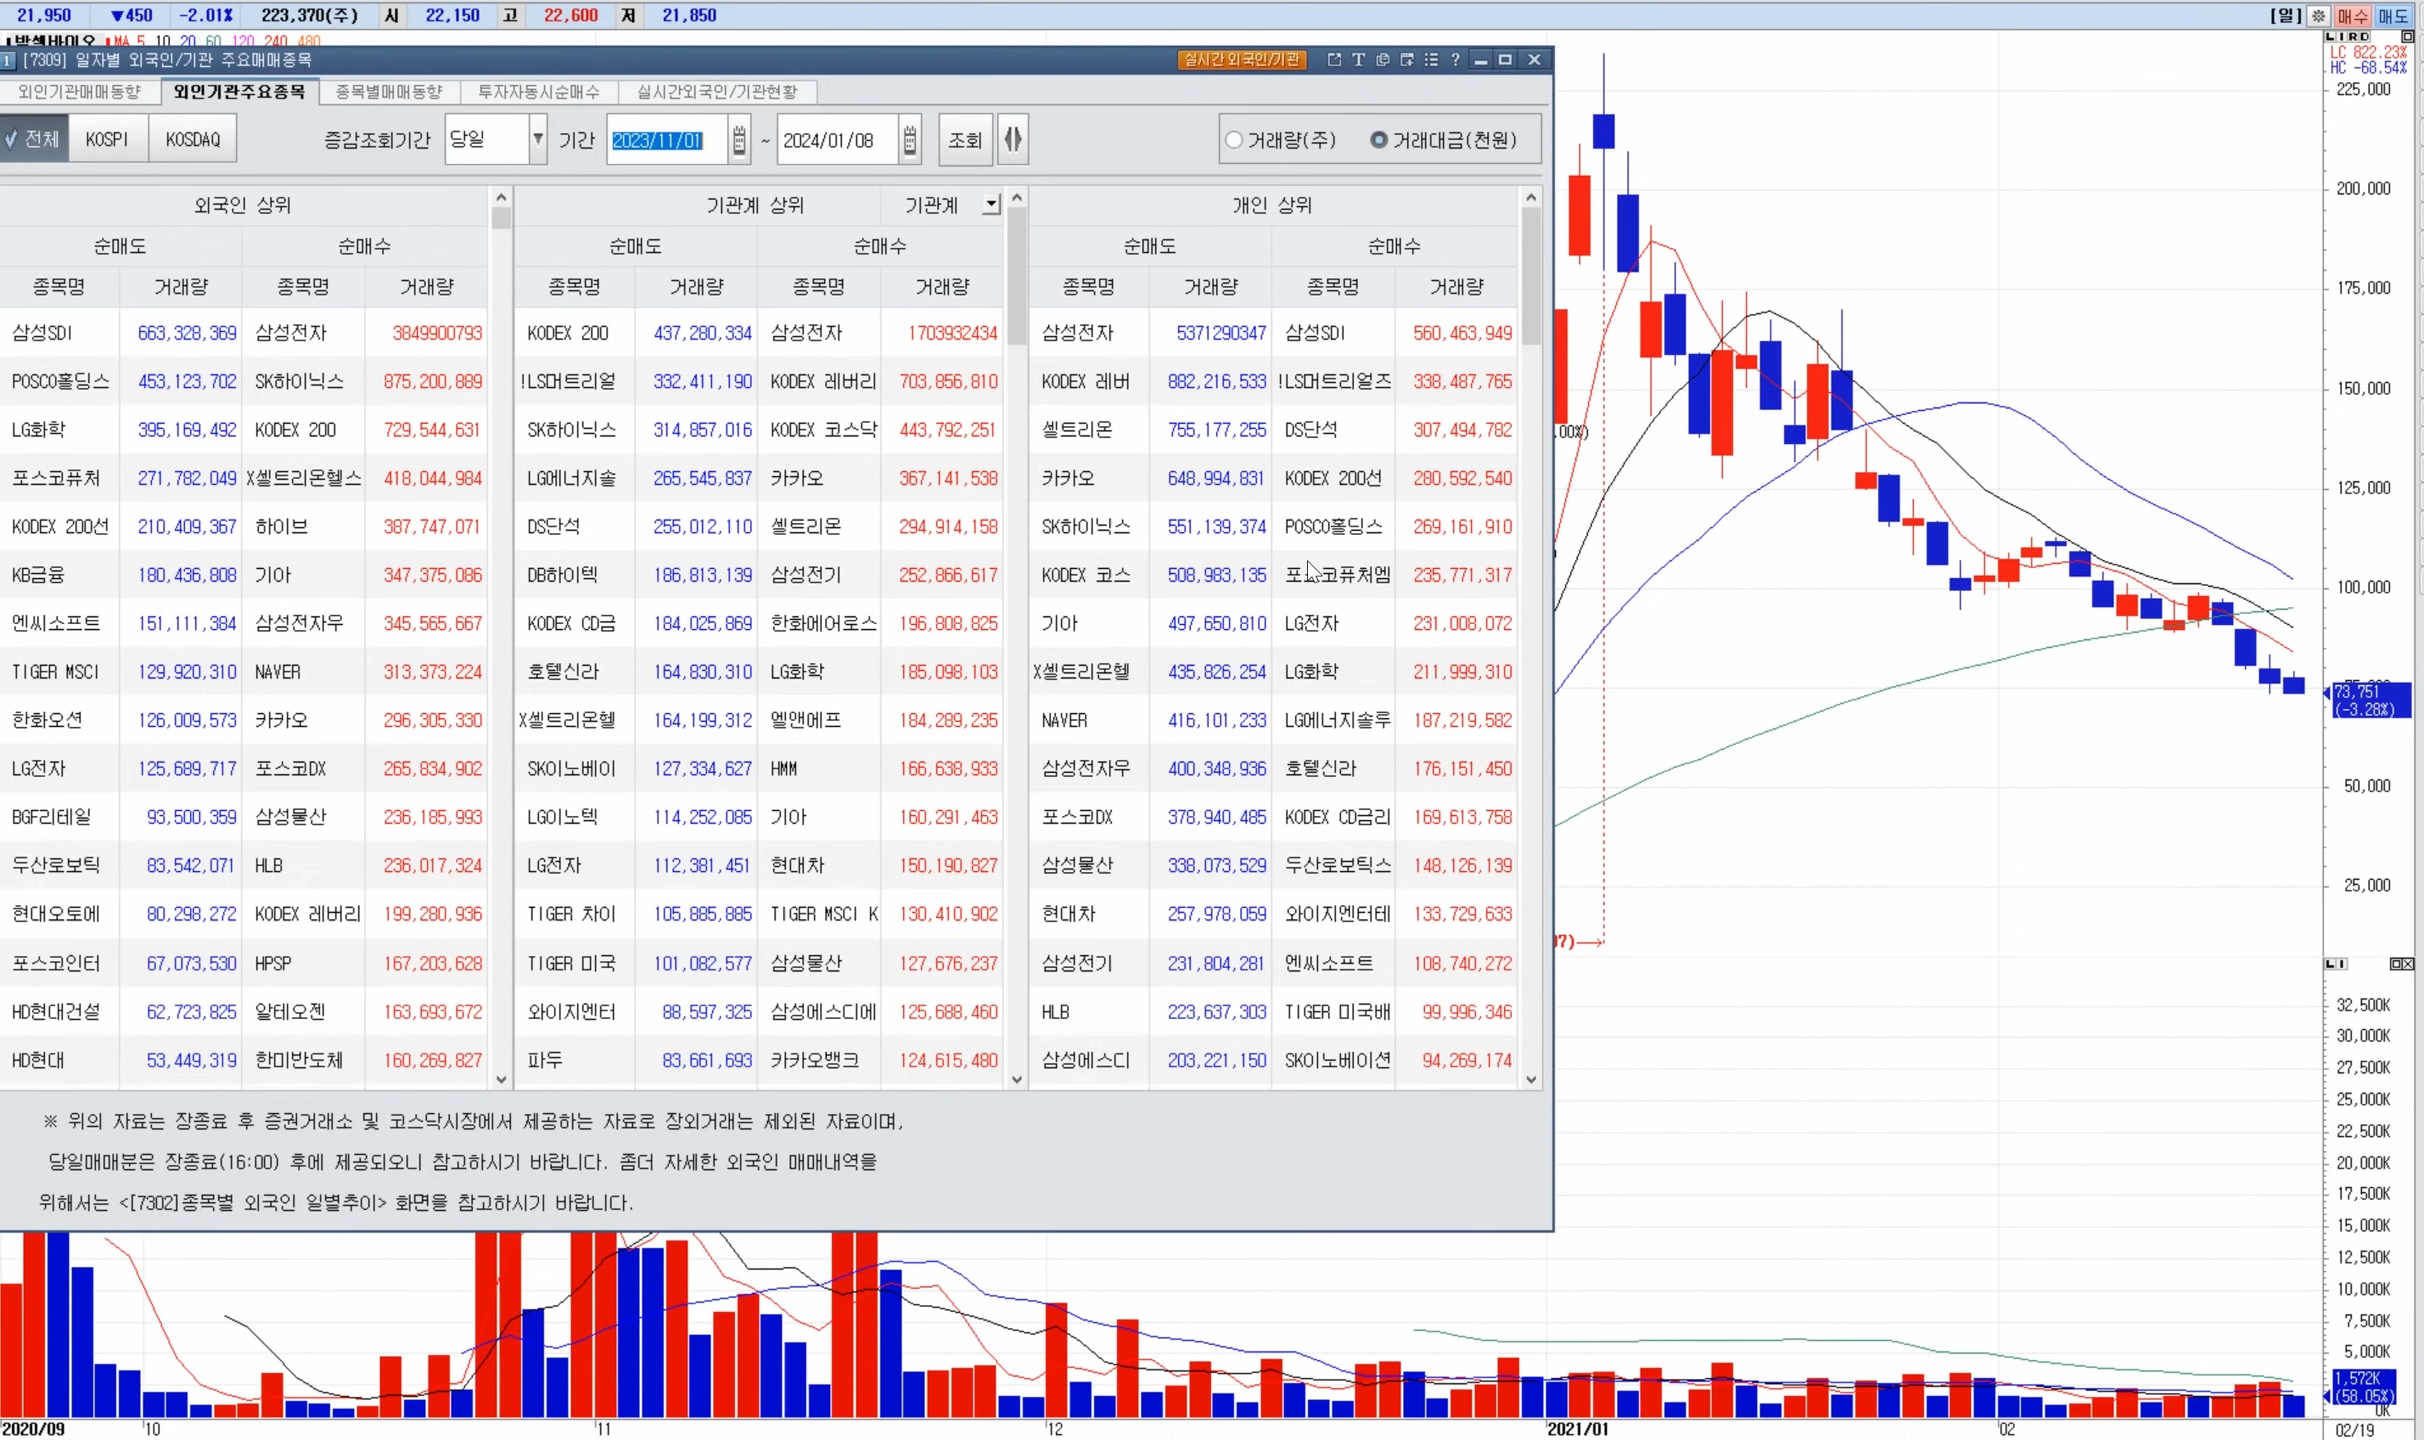 21,950 ▼450 -2.01% 223,370(주) 시 22,150 고 22,600 저 21,850 [일] 매수 매도
박셀바이오 MA 5 10 20 60 120 240 480
1 [7309] 일자별 외국인/기관 주요매매종목 실시간 외국인/기관 T ?
외인기관매매동향 외인기관주요종목 종목별매매동향 투자자동시순매수 실시간외국인/기관현황
전체 KOSPI KOSDAQ 증감조회기간 당일 기간 2023/11/01 ~ 2024/01/08 조회 거래량(주) 거래대금(천원)
외국인 상위 기관계 상위 기관계 개인 상위
순매도 순매수 순매도 순매수 순매도 순매수
종목명 거래량 종목명 거래량 종목명 거래량 종목명 거래량 종목명 거래량 종목명 거래량
삼성SDI 663,328,369 삼성전자 3849900793 KODEX 200 437,280,334 삼성전자 1703932434 삼성전자 5371290347 삼성SDI 560,463,949
POSCO홀딩스 453,123,702 SK하이닉스 875,200,889 !LS머트리얼 332,411,190 KODEX 레버리 703,856,810 KODEX 레버 882,216,533 !LS머트리얼즈 338,487,765
LG화학 395,169,492 KODEX 200 729,544,631 SK하이닉스 314,857,016 KODEX 코스닥 443,792,251 셀트리온 755,177,255 DS단석 307,494,782
포스코퓨처 271,782,049 X셀트리온헬스 418,044,984 LG에너지솔 265,545,837 카카오 367,141,538 카카오 648,994,831 KODEX 200선 280,592,540
KODEX 200선 210,409,367 하이브 387,747,071 DS단석 255,012,110 셀트리온 294,914,158 SK하이닉스 551,139,374 POSCO홀딩스 269,161,910
KB금융 180,436,808 기아 347,375,086 DB하이텍 186,813,139 삼성전기 252,866,617 KODEX 코스 508,983,135 포스코퓨처엠 235,771,317
엔씨소프트 151,111,384 삼성전자우 345,565,667 KODEX CD금 184,025,869 한화에어로스 196,808,825 기아 497,650,810 LG전자 231,008,072
TIGER MSCI 129,920,310 NAVER 313,373,224 호텔신라 164,830,310 LG화학 185,098,103 X셀트리온헬 435,826,254 LG화학 211,999,310
한화오션 126,009,573 카카오 296,305,330 X셀트리온헬 164,199,312 엘앤에프 184,289,235 NAVER 416,101,233 LG에너지솔루 187,219,582
LG전자 125,689,717 포스코DX 265,834,902 SK이노베이 127,334,627 HMM 166,638,933 삼성전자우 400,348,936 호텔신라 176,151,450
BGF리테일 93,500,359 삼성물산 236,185,993 LG이노텍 114,252,085 기아 160,291,463 포스코DX 378,940,485 KODEX CD금리 169,613,758
두산로보틱 83,542,071 HLB 236,017,324 LG전자 112,381,451 현대차 150,190,827 삼성물산 338,073,529 두산로보틱스 148,126,139
현대오토에 80,298,272 KODEX 레버리 199,280,936 TIGER 차이 105,885,885 TIGER MSCI K 130,410,902 현대차 257,978,059 와이지엔터테 133,729,633
포스코인터 67,073,530 HPSP 167,203,628 TIGER 미국 101,082,577 삼성물산 127,676,237 삼성전기 231,804,281 엔씨소프트 108,740,272
HD현대건설 62,723,825 알테오젠 163,693,672 와이지엔터 88,597,325 삼성에스디에 125,688,460 HLB 223,637,303 TIGER 미국배 99,996,346
HD현대 53,449,319 한미반도체 160,269,827 파두 83,661,693 카카오뱅크 124,615,480 삼성에스디 203,221,150 SK이노베이션 94,269,174
※ 위의 자료는 장종료 후 증권거래소 및 코스닥시장에서 제공하는 자료로 장외거래는 제외된 자료이며,
당일매매분은 장종료(16:00) 후에 제공되오니 참고하시기 바랍니다. 좀더 자세한 외국인 매매내역을
위해서는 <[7302]종목별 외국인 일별추이> 화면을 참고하시기 바랍니다.
L I R D
LC 822.23%
HC -68.54%
225,000
200,000
175,000
150,000
.00%)
125,000
100,000
73,751
(-3.28%)
50,000
25,000
07)
L I
32,500K
30,000K
27,500K
25,000K
22,500K
20,000K
17,500K
15,000K
12,500K
10,000K
7,500K
5,000K
1,572K
(58.05%)
0K
2020/09 10 11 12 2021/01 02 02/19